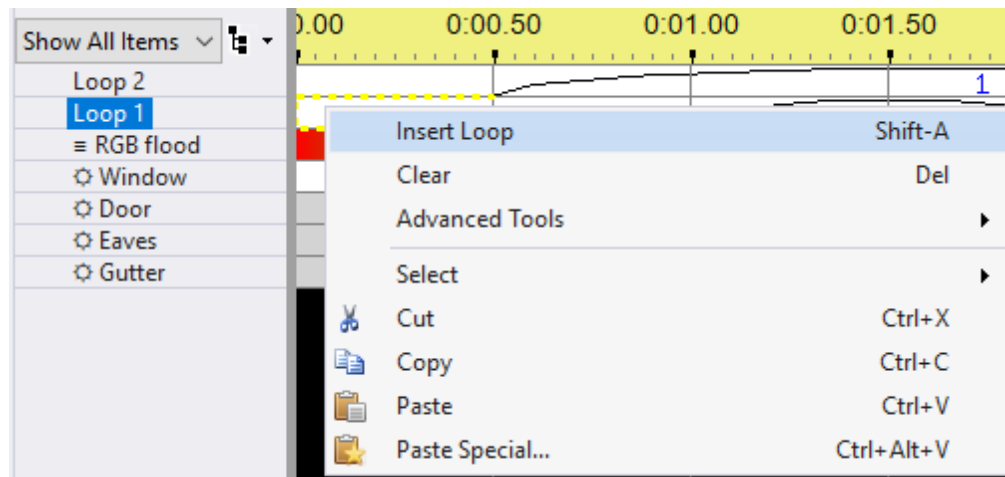 Show All Items
0.00 0:00.50 0:01.00 0:01.50
Loop 2
1
Loop 1
RGB flood
Window
Door
Eaves
Gutter
Insert Loop Shift-A
Clear Del
Advanced Tools
Select
Cut Ctrl+X
Copy Ctrl+C
Paste Ctrl+V
Paste Special... Ctrl+Alt+V